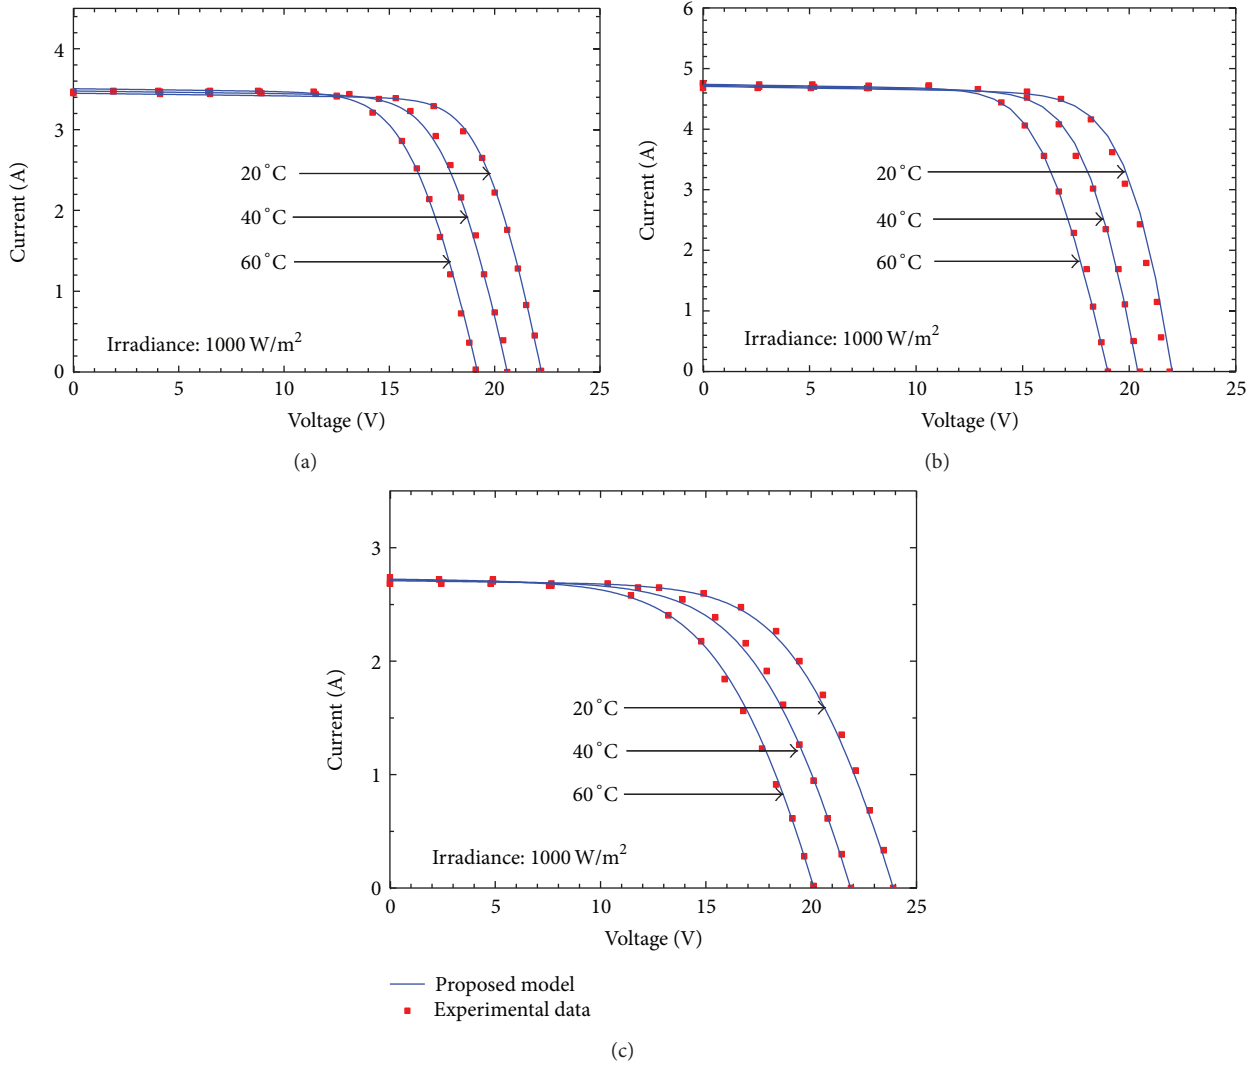 4
3
2
1
0
Current (A)
20°C
40°C
60°C
Irradiance: 1000 W/m²
0 5 10 15 20 25
Voltage (V)
(a)
6
5
4
3
2
1
0
Current (A)
20°C
40°C
60°C
Irradiance: 1000 W/m²
0 5 10 15 20 25
Voltage (V)
(b)
3
2
1
0
Current (A)
20°C
40°C
60°C
Irradiance: 1000 W/m²
0 5 10 15 20 25
Voltage (V)
Proposed model
Experimental data
(c)